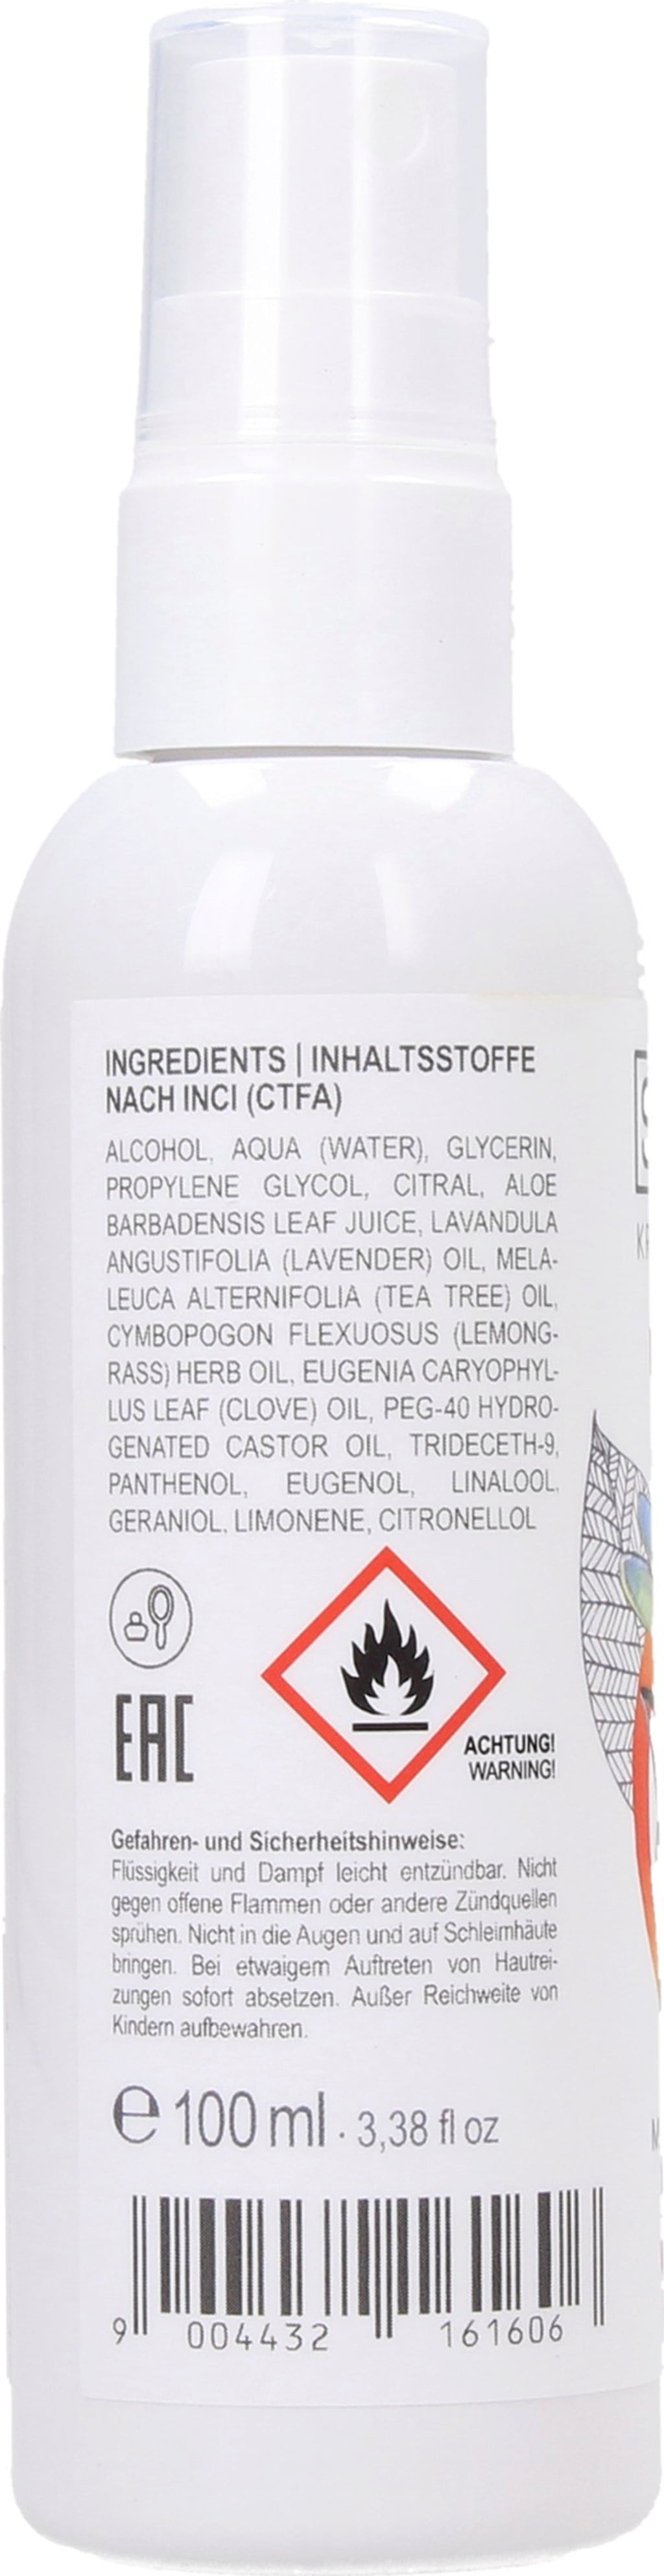 INGREDIENTS | INHALTSSTOFFE
NACH INCI (CTFA)
ALCOHOL, AQUA (WATER), GLYCERIN,
PROPYLENE GLYCOL, CITRAL, ALOE
BARBADENSIS LEAF JUICE, LAVANDULA
ANGUSTIFOLIA (LAVENDER) OIL, MELA-
LEUCA ALTERNIFOLIA (TEA TREE) OIL,
CYMBOPOGON FLEXUOSUS (LEMONG-
RASS) HERB OIL, EUGENIA CARYOPHYL-
LUS LEAF (CLOVE) OIL, PEG-40 HYDRO-
GENATED CASTOR OIL, TRIDECETH-9,
PANTHENOL, EUGENOL, LINALOOL,
GERANIOL, LIMONENE, CITRONELLOL
EAC
ACHTUNG!
WARNING!
Gefahren- und Sicherheitshinweise:
Flüssigkeit und Dampf leicht entzündbar. Nicht
gegen offene Flammen oder andere Zündquellen
sprühen. Nicht in die Augen und auf Schleimhäute
bringen. Bei etwaigem Auftreten von Hautrei-
zungen sofort absetzen. Außer Reichweite von
Kindern aufbewahren.
℮ 100 ml · 3,38 fl oz
9 004432 161606